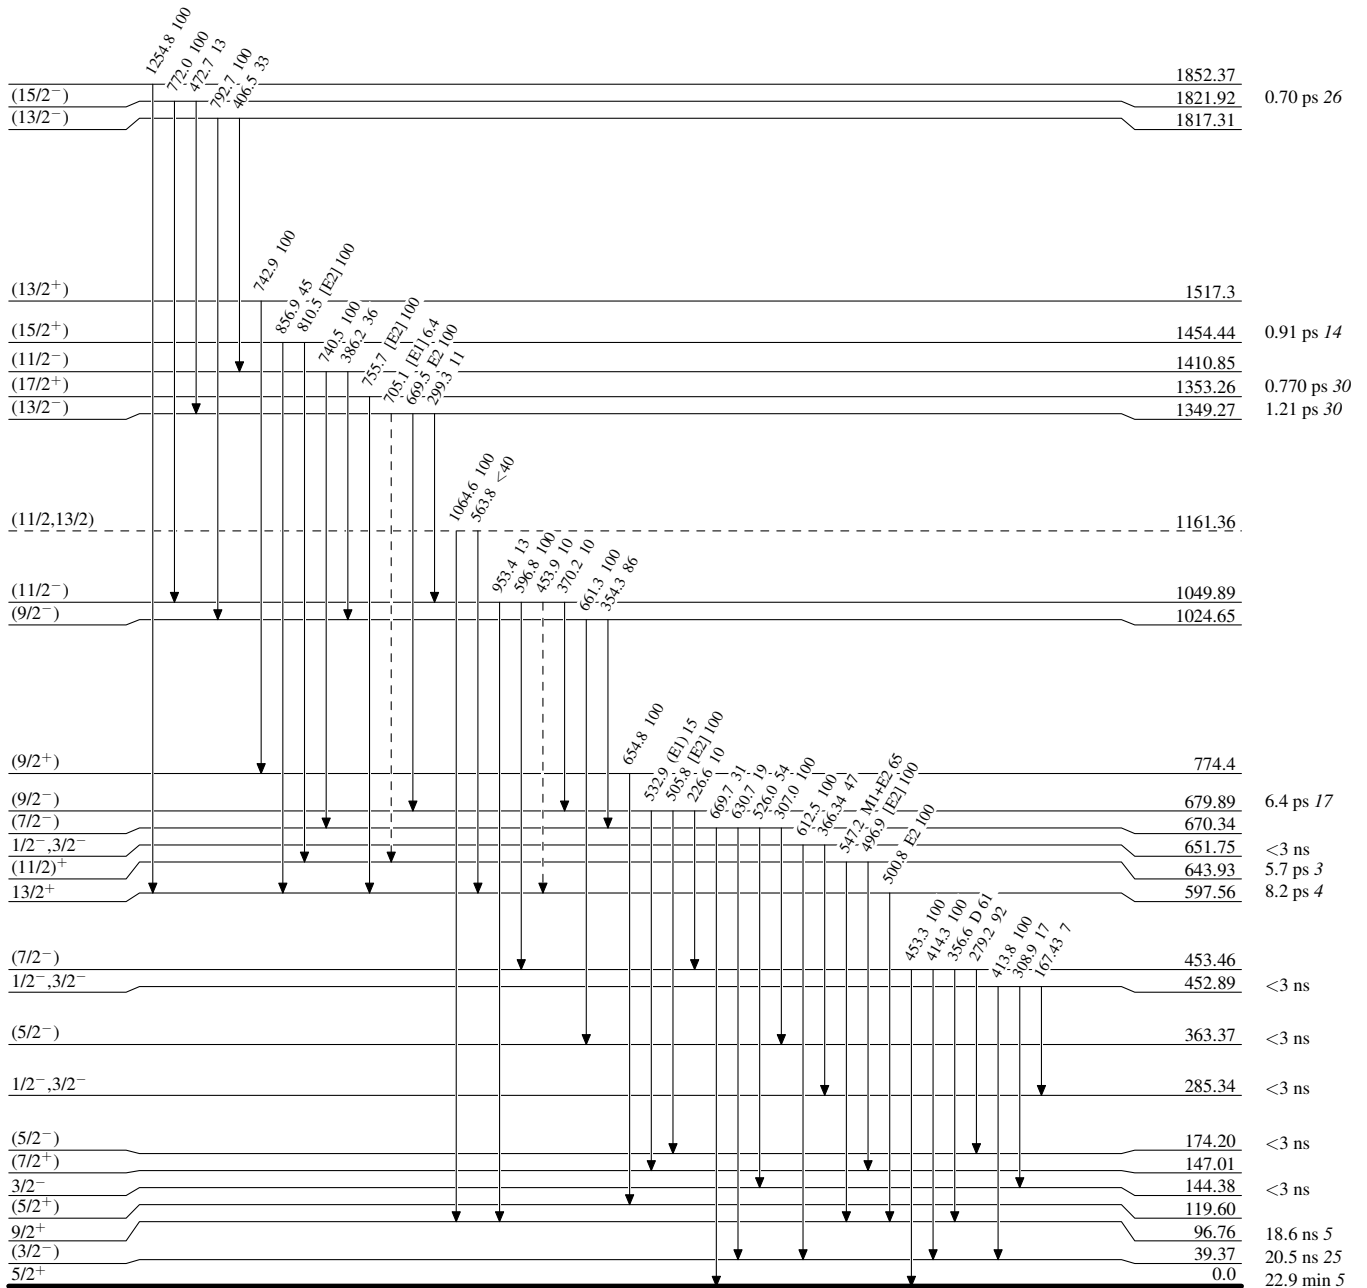 1254.8 100
772.0 100
472.7 13
792.7 100
406.5 33
1852.37
(15/2−) 1821.92 0.70 ps 26
(13/2−) 1817.31
742.9 100
(13/2+) 1517.3
856.9 45
810.5 [E2] 100
(15/2+) 1454.44 0.91 ps 14
740.5 100
386.2 36
(11/2−) 1410.85
755.7 [E2] 100
(17/2+) 1353.26 0.770 ps 30
705.1 [E1] 6.4
669.5 E2 100
299.3 11
(13/2−) 1349.27 1.21 ps 30
1064.6 100
563.8 <40
(11/2,13/2) 1161.36
953.4 13
596.8 100
453.9 10
370.2 10
(11/2−) 1049.89
661.3 100
354.3 86
(9/2−) 1024.65
654.8 100
(9/2+) 774.4
532.9 (E1) 15
505.8 [E2] 100
226.6 10
(9/2−) 679.89 6.4 ps 17
669.7 31
630.7 19
526.0 54
307.0 100
(7/2−) 670.34
612.5 100
366.34 47
1/2−,3/2− 651.75 <3 ns
547.2 M1+E2 65
496.9 [E2] 100
(11/2)+ 643.93 5.7 ps 3
500.8 E2 100
13/2+ 597.56 8.2 ps 4
453.3 100
414.3 100
356.6 D 61
279.2 92
(7/2−) 453.46
413.8 100
308.9 17
167.43 7
1/2−,3/2− 452.89 <3 ns
(5/2−) 363.37 <3 ns
1/2−,3/2− 285.34 <3 ns
(5/2−) 174.20 <3 ns
(7/2+) 147.01
3/2− 144.38 <3 ns
(5/2+) 119.60
9/2+ 96.76 18.6 ns 5
(3/2−) 39.37 20.5 ns 25
5/2+ 0.0 22.9 min 5